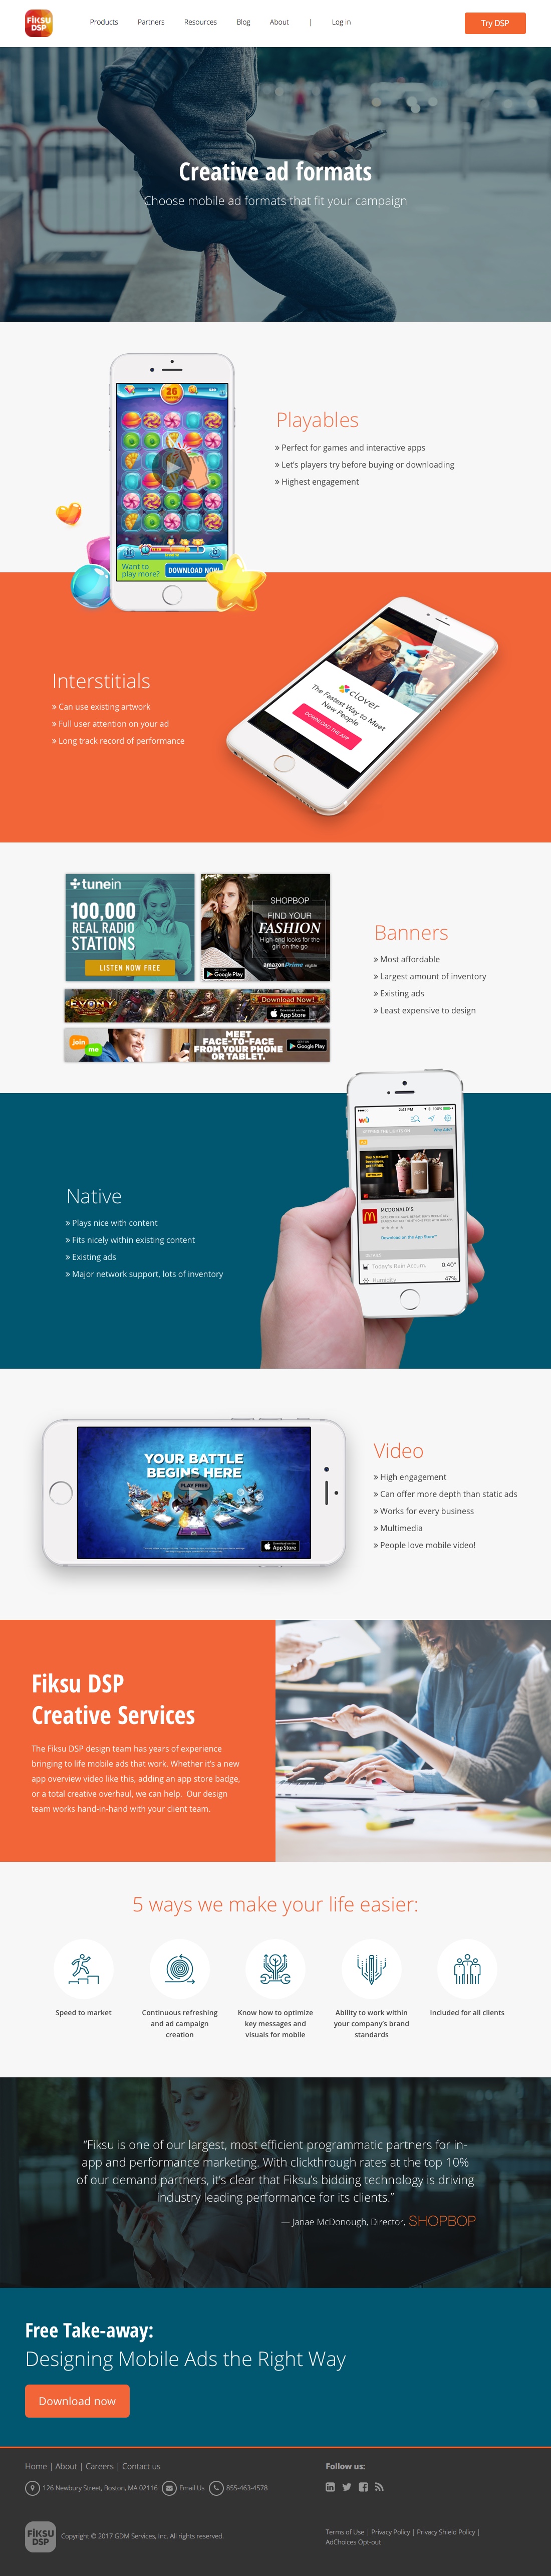 FIKSU
DSP
Products
Partners
Resources
Blog
About
|
Log in
Try DSP
Creative ad formats
Choose mobile ad formats that fit your campaign
26
Want to
play more?
DOWNLOAD NOW
Playables
» Perfect for games and interactive apps
» Let's players try before buying or downloading
» Highest engagement
Interstitials
» Can use existing artwork
» Full user attention on your ad
» Long track record of performance
clover
The Fastest Way to Meet
New People
DOWNLOAD THE APP
tunein
100,000
REAL RADIO
STATIONS
LISTEN NOW FREE
SHOPBOP
FIND YOUR
FASHION
High-end looks for the
girl on the go
Google Play
amazonPrime
EVONY
Download Now!
App Store
join
me
MEET
FACE-TO-FACE
FROM YOUR PHONE
OR TABLET.
Google Play
Banners
» Most affordable
» Largest amount of inventory
» Existing ads
» Least expensive to design
Native
» Plays nice with content
» Fits nicely within existing content
» Existing ads
» Major network support, lots of inventory
2:41 PM
100%
Why Ads?
MCDONALD'S
Download on the App Store
DETAILS
Today's Rain Accum
0.40"
Humidity
47%
YOUR BATTLE
BEGINS HERE
PLAY FREE
App Store
Video
» High engagement
» Can offer more depth than static ads
» Works for every business
» Multimedia
» People love mobile video!
Fiksu DSP
Creative Services
The Fiksu DSP design team has years of experience
bringing to life mobile ads that work. Whether it's a new
app overview video like this, adding an app store badge,
or a total creative overhaul, we can help. Our design
team works hand-in-hand with your client team.
5 ways we make your life easier:
Speed to market
Continuous refreshing
and ad campaign
creation
Know how to optimize
key messages and
visuals for mobile
Ability to work within
your company's brand
standards
Included for all clients
"Fiksu is one of our largest, most efficient programmatic partners for in-
app and performance marketing. With clickthrough rates at the top 10%
of our demand partners, it's clear that Fiksu's bidding technology is driving
industry leading performance for its clients."
— Janae McDonough, Director, SHOPBOP
Free Take-away:
Designing Mobile Ads the Right Way
Download now
Home | About | Careers | Contact us
126 Newbury Street, Boston, MA 02116
Email Us
855-463-4578
Follow us:
FIKSU
DSP
Copyright © 2017 GDM Services, Inc. All rights reserved.
Terms of Use | Privacy Policy | Privacy Shield Policy |
AdChoices Opt-out